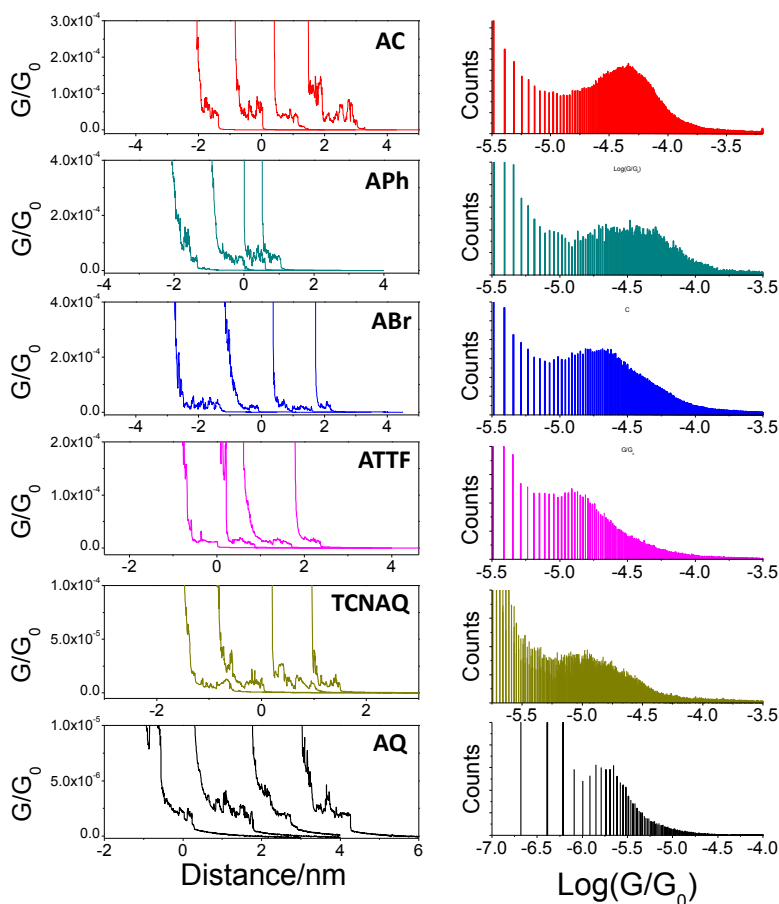 3.0x10⁻⁴
2.0x10⁻⁴
1.0x10⁻⁴
0.0
G/G₀
AC
-4 -2 0 2 4
Counts
-5.5 -5.0 -4.5 -4.0 -3.5
Log(G/G₀)
4.0x10⁻⁴
2.0x10⁻⁴
0.0
G/G₀
APh
-4 -2 0 2 4
Counts
-5.5 -5.0 -4.5 -4.0 -3.5
C
4.0x10⁻⁴
2.0x10⁻⁴
0.0
G/G₀
ABr
-4 -2 0 2 4
Counts
-5.5 -5.0 -4.5 -4.0 -3.5
G/G₀
2.0x10⁻⁴
1.0x10⁻⁴
0.0
G/G₀
ATTF
-2 0 2 4
Counts
-5.5 -5.0 -4.5 -4.0 -3.5
1.0x10⁻⁴
5.0x10⁻⁵
0.0
G/G₀
TCNAQ
-3 0 3
Counts
-5.5 -5.0 -4.5 -4.0 -3.5
1.0x10⁻⁵
5.0x10⁻⁶
0.0
G/G₀
AQ
-2 0 2 4 6
Distance/nm
Counts
-7.0 -6.5 -6.0 -5.5 -5.0 -4.5 -4.0
Log(G/G₀)